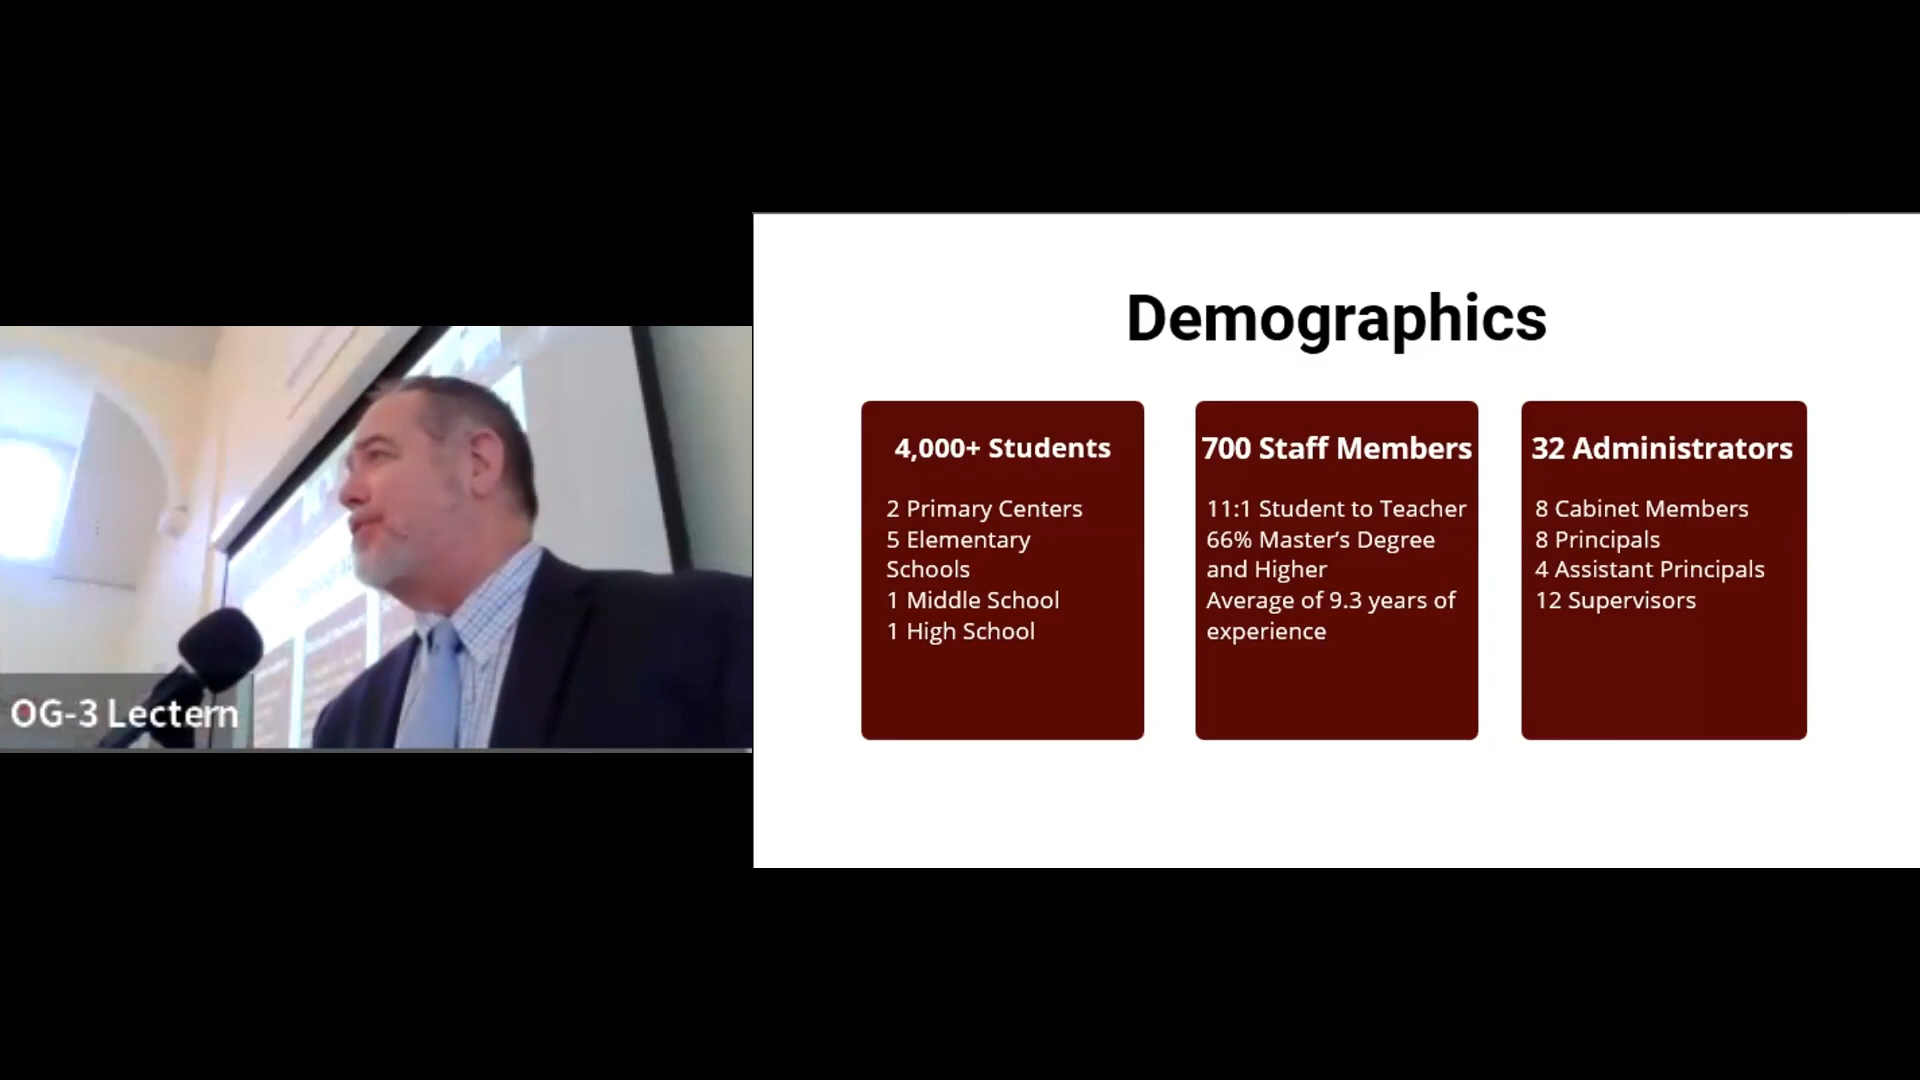 Demographics
4,000+ Students
2 Primary Centers
5 Elementary
Schools
1 Middle School
1 High School
700 Staff Members
11:1 Student to Teacher
66% Master’s Degree
and Higher
Average of 9.3 years of
experience
32 Administrators
8 Cabinet Members
8 Principals
4 Assistant Principals
12 Supervisors
OG-3 Lectern